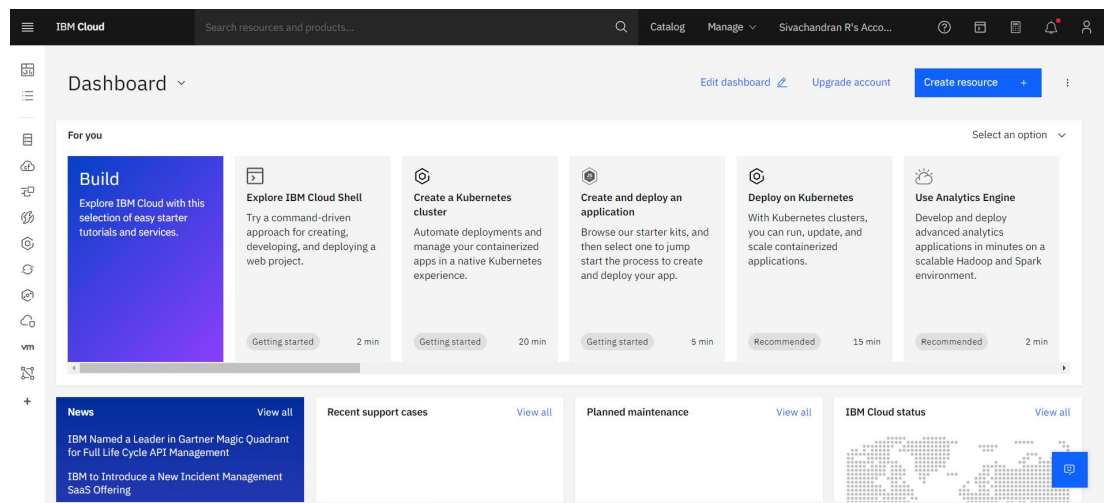 IBM Cloud
Search resources and products...
Catalog
Manage
Sivachandran R's Acco...
Dashboard
Edit dashboard
Upgrade account
Create resource +
For you
Select an option
Build
Explore IBM Cloud with this
selection of easy starter
tutorials and services.
Explore IBM Cloud Shell
Try a command-driven
approach for creating,
developing, and deploying a
web project.
Getting started
2 min
Create a Kubernetes
cluster
Automate deployments and
manage your containerized
apps in a native Kubernetes
experience.
Getting started
20 min
Create and deploy an
application
Browse our starter kits, and
then select one to jump
start the process to create
and deploy your app.
Getting started
5 min
Deploy on Kubernetes
With Kubernetes clusters,
you can run, update, and
scale containerized
applications.
Recommended
15 min
Use Analytics Engine
Develop and deploy
advanced analytics
applications in minutes on a
scalable Hadoop and Spark
environment.
Recommended
2 min
vm
News
View all
IBM Named a Leader in Gartner Magic Quadrant
for Full Life Cycle API Management
IBM to Introduce a New Incident Management
SaaS Offering
Recent support cases
View all
Planned maintenance
View all
IBM Cloud status
View all